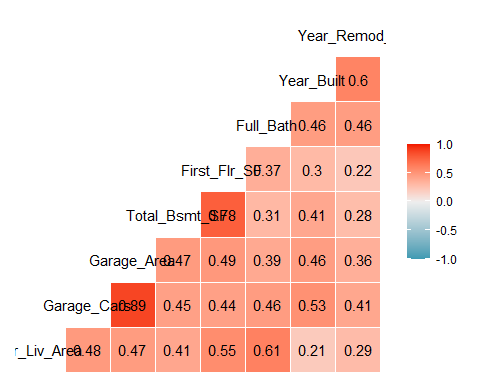 Year_Remod_
Year_Built 0.6
Full_Bath 0.46 0.46
First_Flr_SF 0.37 0.3 0.22
Total_Bsmt_SF 0.78 0.31 0.41 0.28
Garage_Area 0.47 0.49 0.39 0.46 0.36
Garage_Cars 0.89 0.45 0.44 0.46 0.53 0.41
r_Liv_Area 0.48 0.47 0.41 0.55 0.61 0.21 0.29
1.0
0.5
0.0
-0.5
-1.0